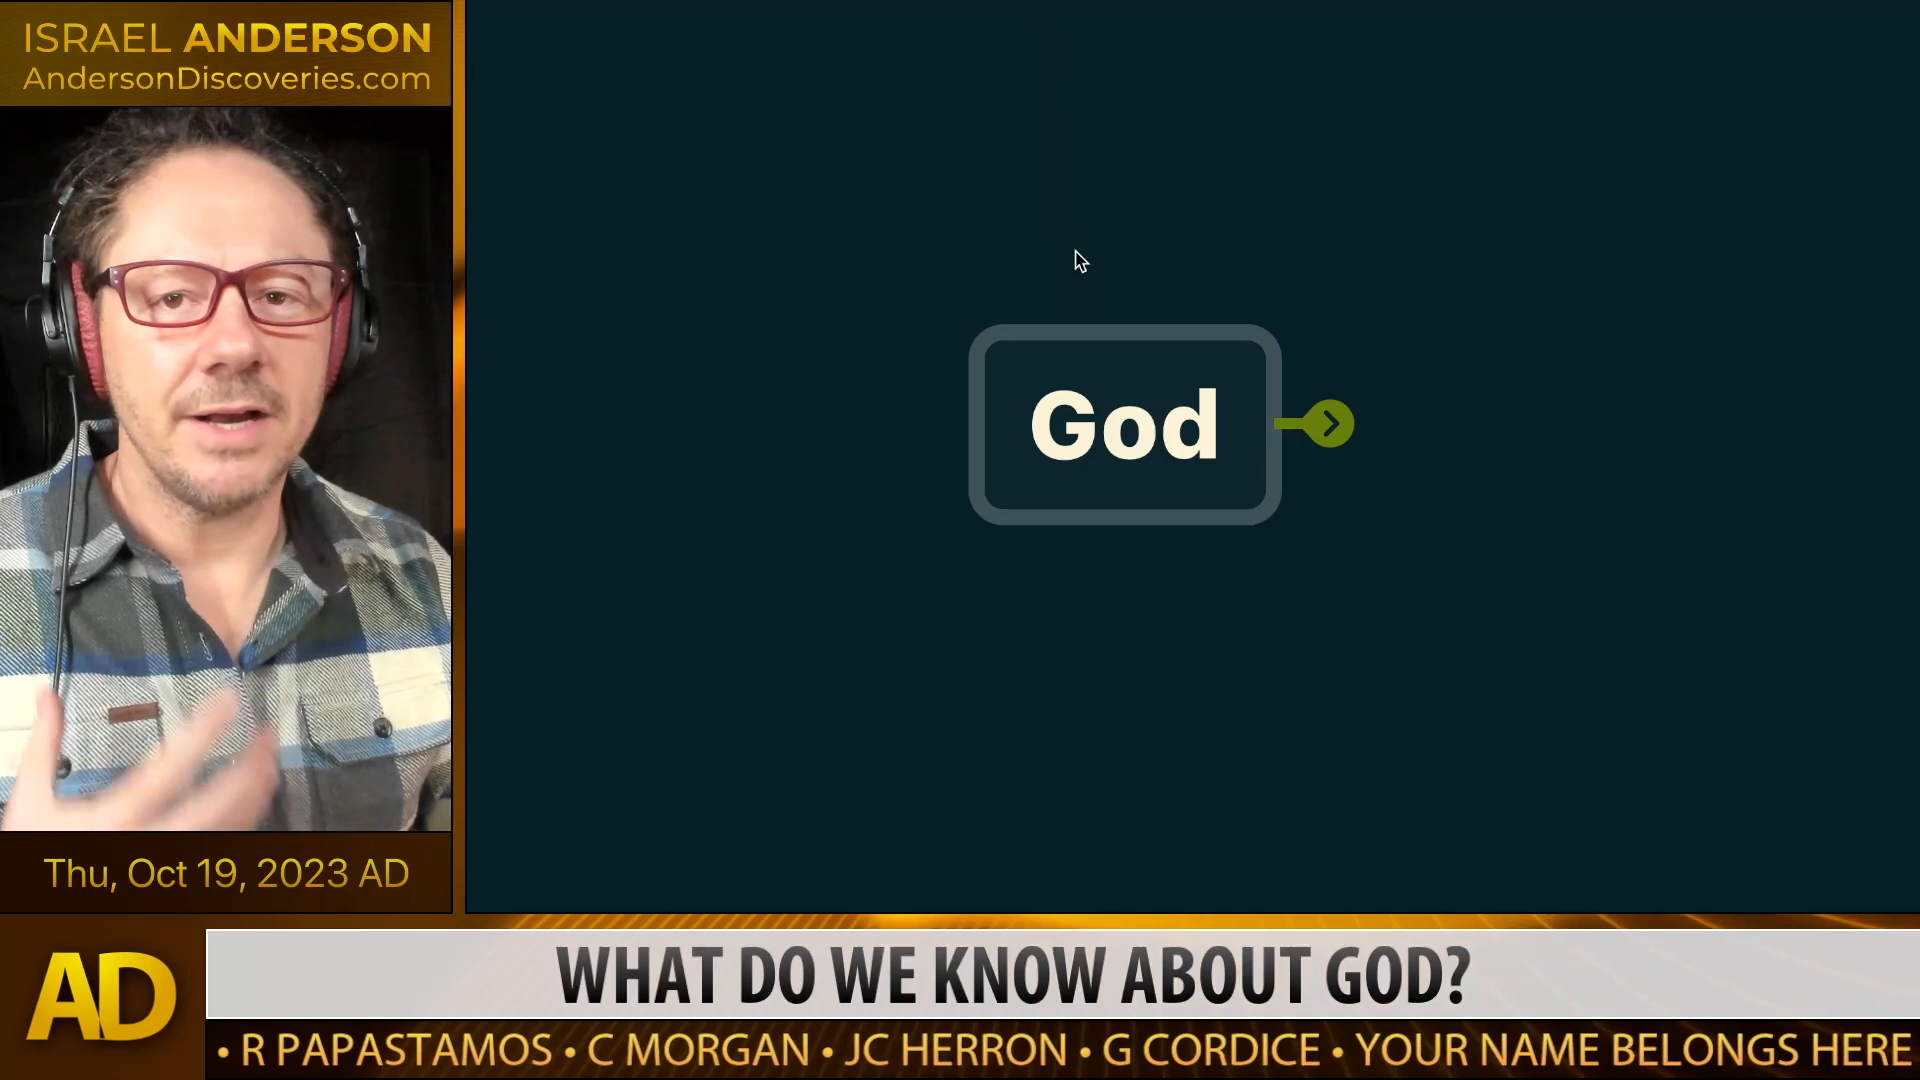 ISRAEL ANDERSON
AndersonDiscoveries.com
God
Thu, Oct 19, 2023 AD
AD
WHAT DO WE KNOW ABOUT GOD?
• R PAPASTAMOS • C MORGAN • JC HERRON • G CORDICE • YOUR NAME BELONGS HERE